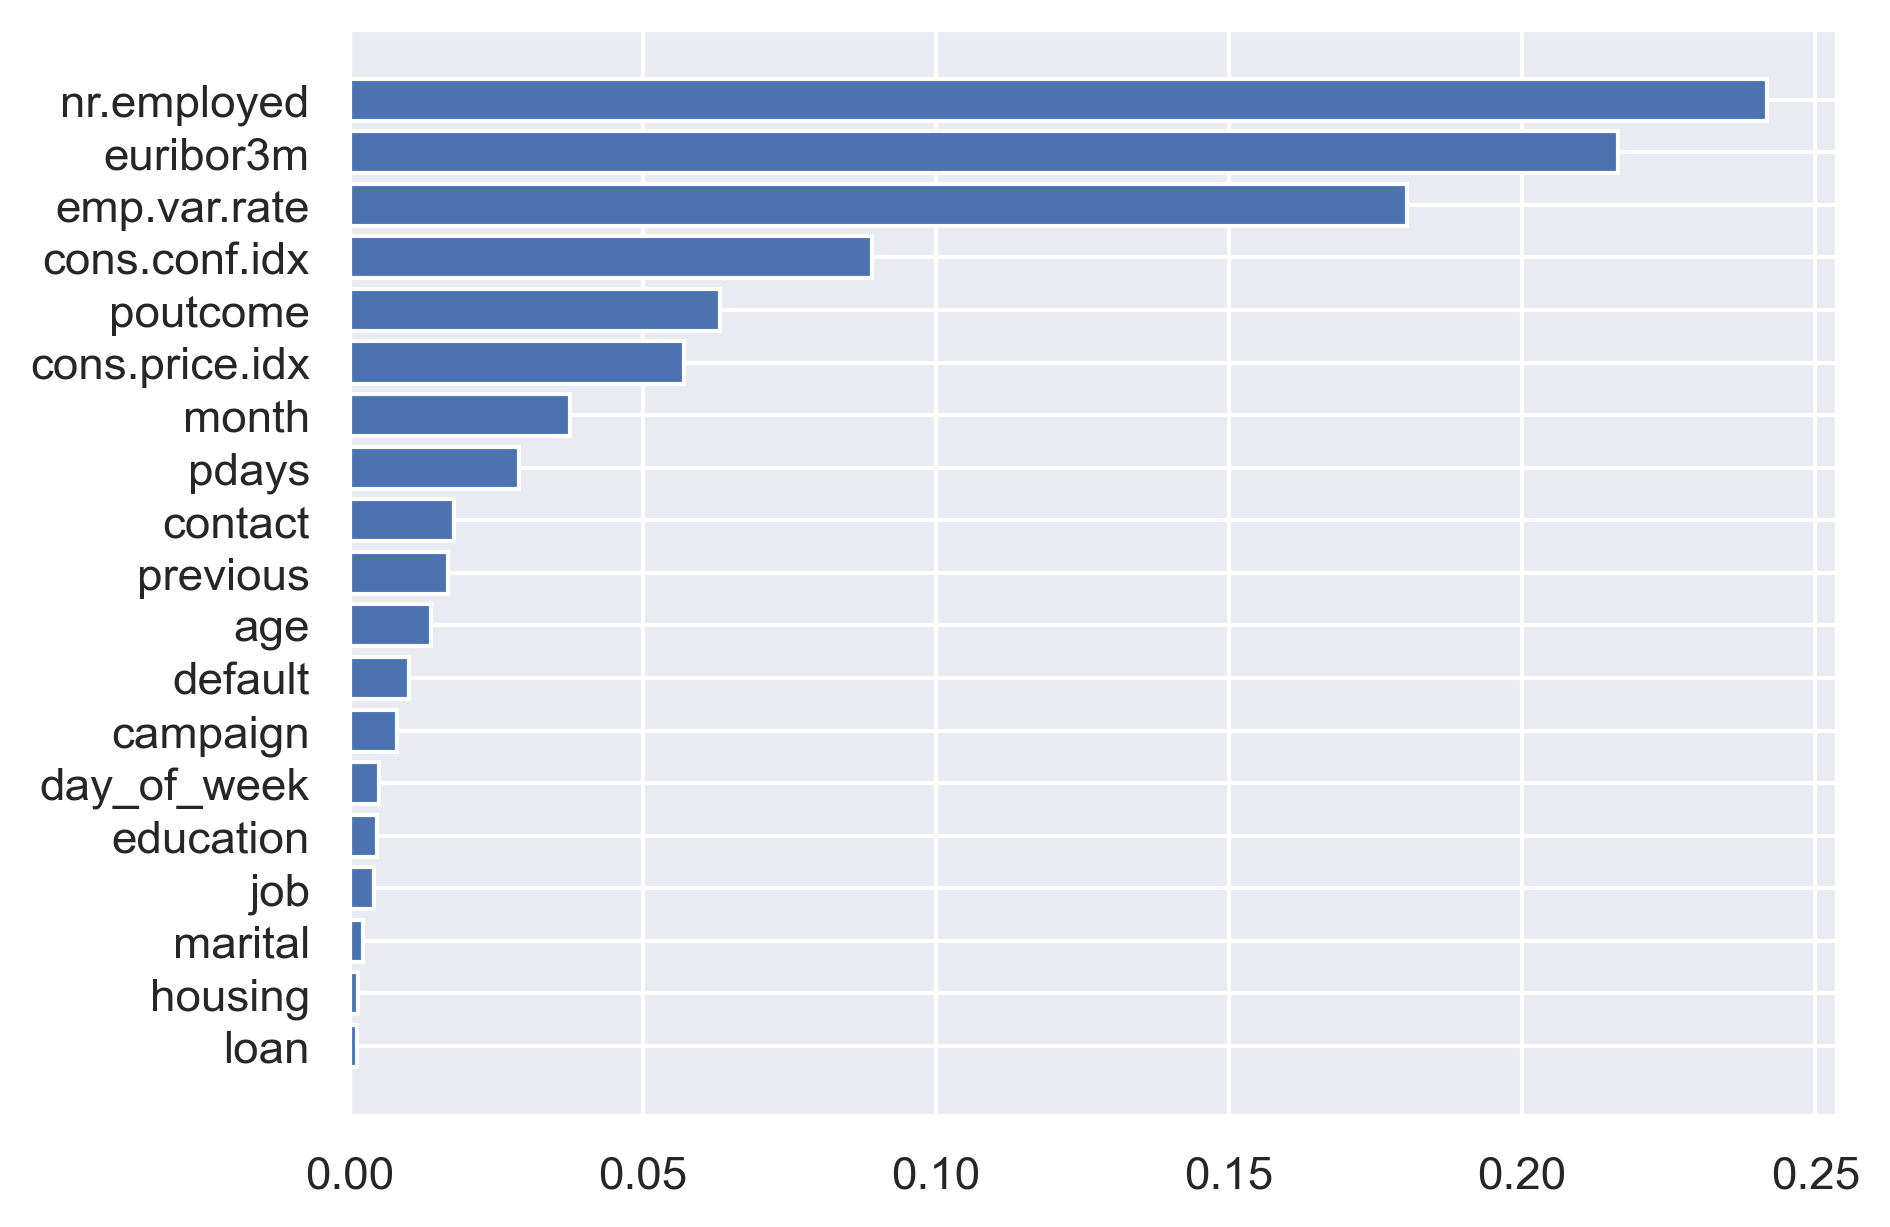 nr.employed
euribor3m
emp.var.rate
cons.conf.idx
poutcome
cons.price.idx
month
pdays
contact
previous
age
default
campaign
day_of_week
education
job
marital
housing
loan
0.00 0.05 0.10 0.15 0.20 0.25